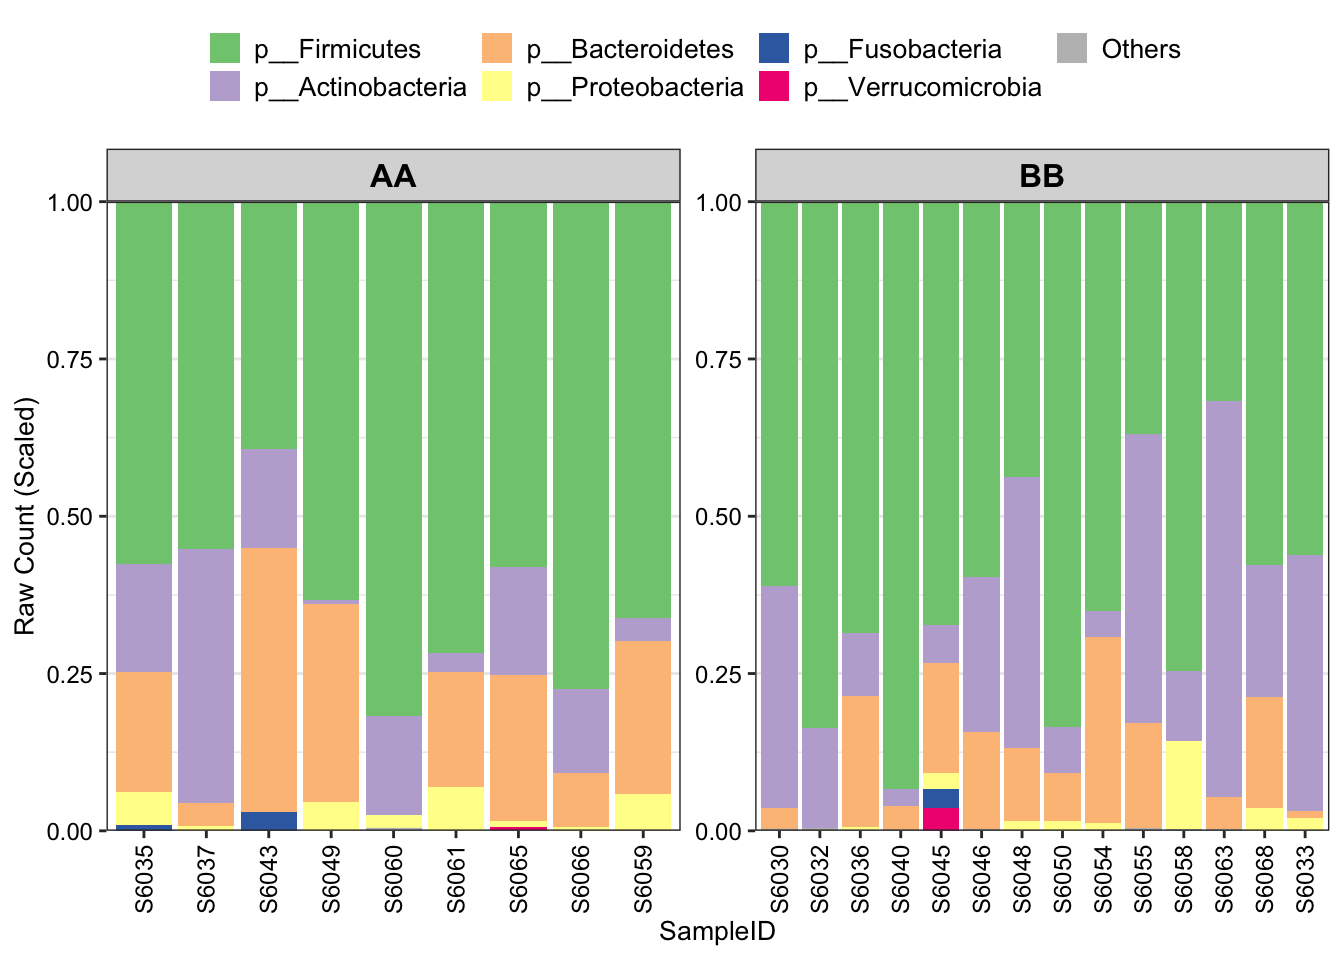 p__Firmicutes p__Bacteroidetes p__Fusobacteria Others
p__Actinobacteria p__Proteobacteria p__Verrucomicrobia
AA BB
1.00 1.00
0.75 0.75
0.50 0.50
0.25 0.25
0.00 0.00
Raw Count (Scaled)
S6035 S6037 S6043 S6049 S6060 S6061 S6065 S6066 S6059 S6030 S6032 S6036 S6040 S6045 S6046 S6048 S6050 S6054 S6055 S6058 S6063 S6068 S6033
SampleID